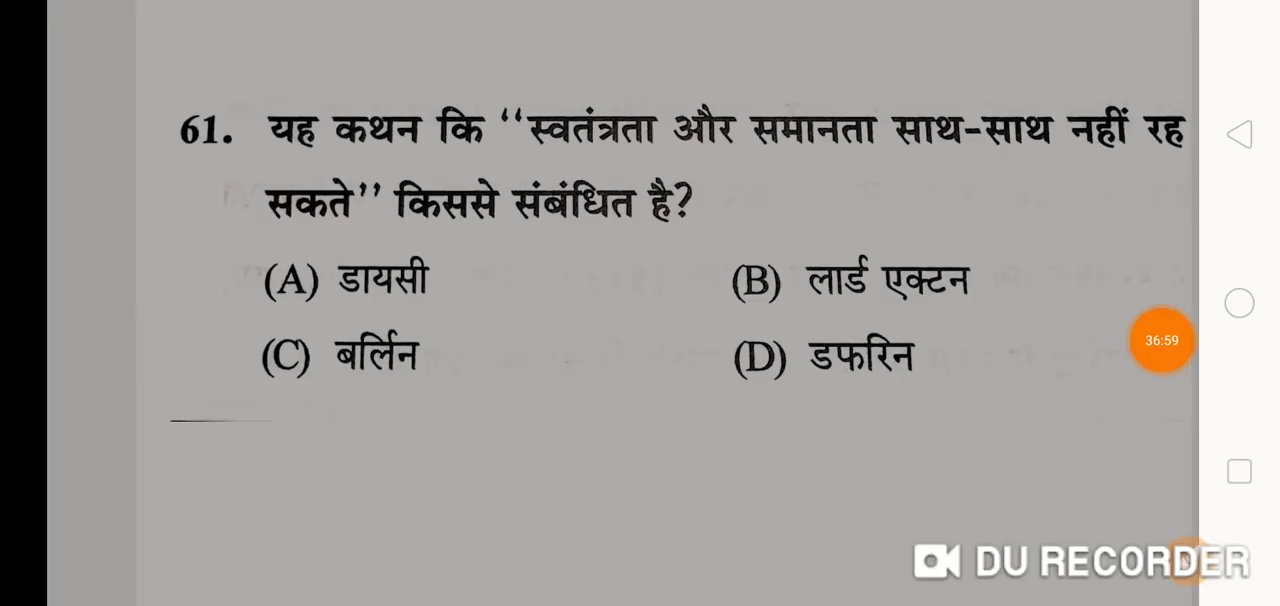 61. यह कथन कि ‘‘स्वतंत्रता और समानता साथ-साथ नहीं रह
सकते’’ किससे संबंधित है?
(A) डायसी (B) लार्ड एक्टन
(C) बर्लिन (D) डफरिन
36:59
DU RECORDER